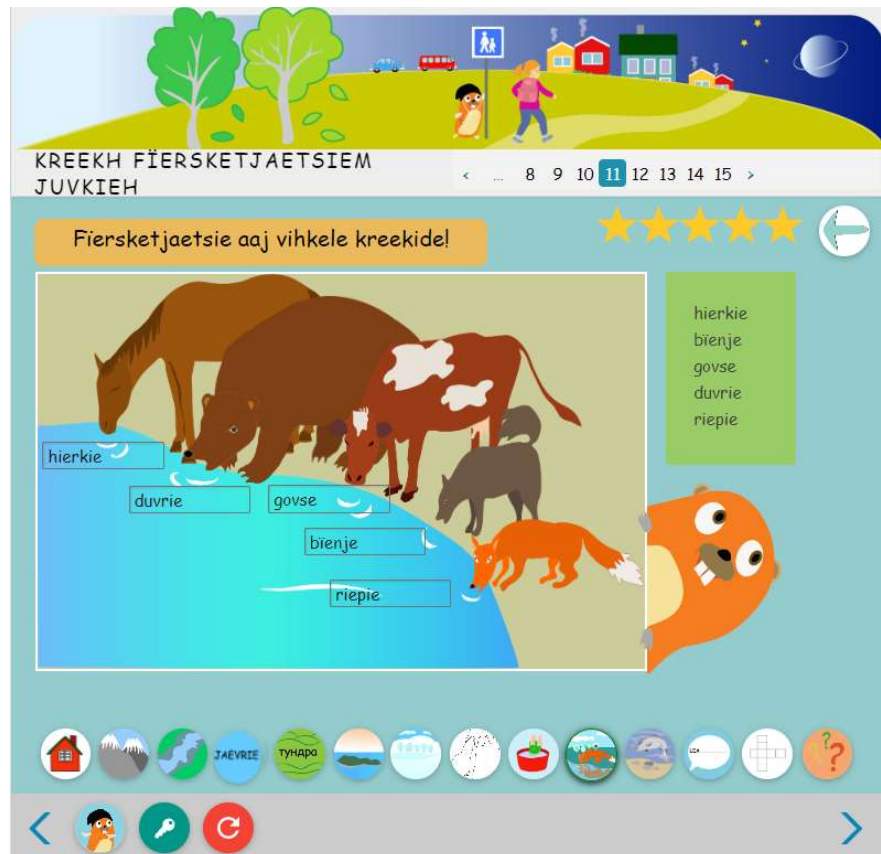 KREEKH FÏERSKETJAETSIEM
JUVKIEH
‹ ... 8 9 10 11 12 13 14 15 ›
Fïersketjaetsie aaj vihkele kreekide!
hierkie
bïenje
govse
duvrie
riepie
hierkie
duvrie
govse
bïenje
riepie
JAEVRIE
тундра